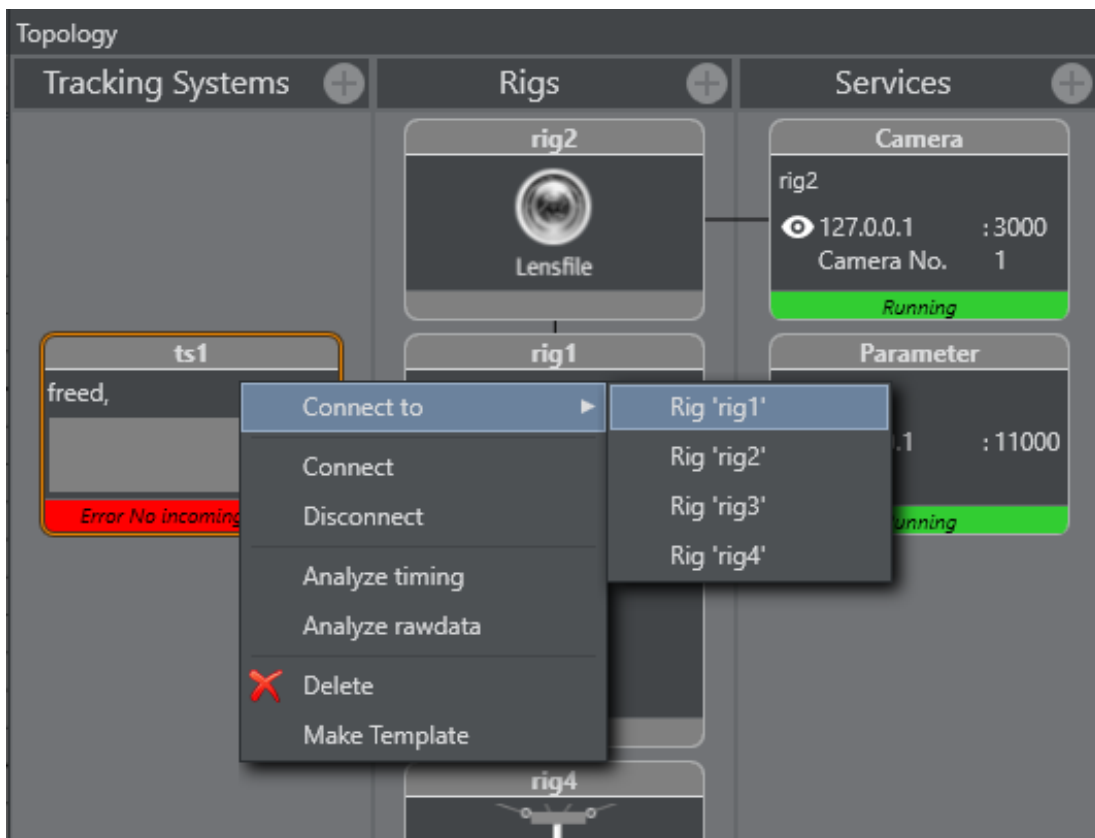 Topology
Tracking Systems
Rigs
Services
rig2
Lensfile
Camera
rig2
127.0.0.1 : 3000
Camera No. 1
Running
ts1
freed,
Error No incoming
rig1
Parameter
.1 : 11000
unning
Connect to
Connect
Disconnect
Analyze timing
Analyze rawdata
Delete
Make Template
Rig 'rig1'
Rig 'rig2'
Rig 'rig3'
Rig 'rig4'
rig4